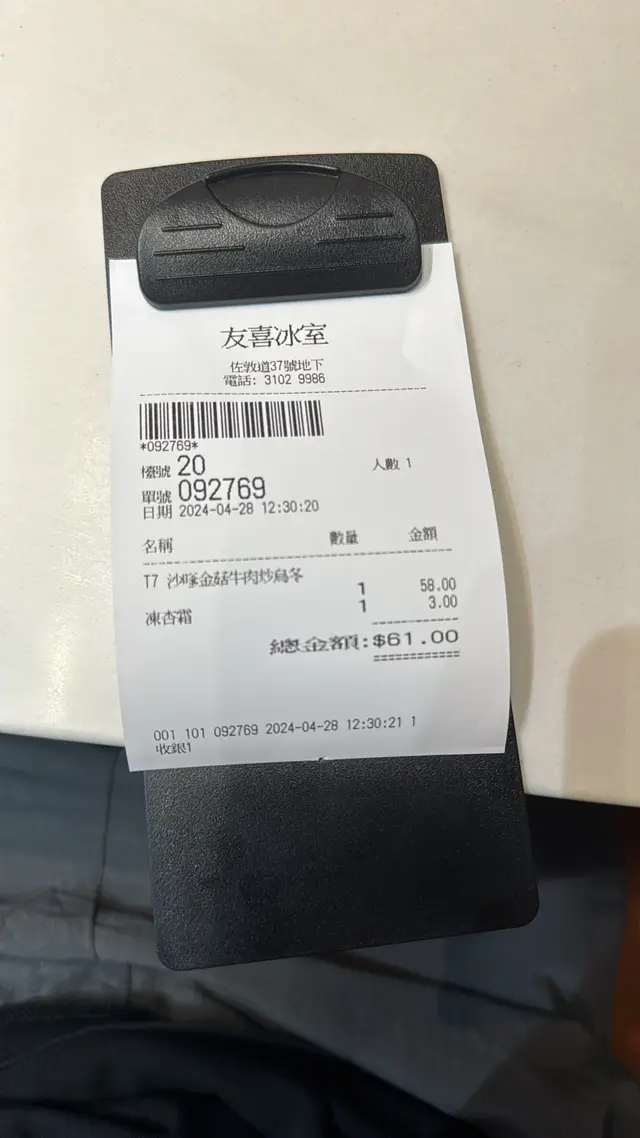 友喜冰室
佐敦道37號地下
電話: 3102 9986
*092769*
檯號 20 人數 1
單號 092769
日期 2024-04-28 12:30:20
名稱 數量 金額
T7 沙嗲金菇牛肉炒烏冬 1 58.00
凍杏霜 1 3.00
總金額:$61.00
001 101 092769 2024-04-28 12:30:21 1
收銀1